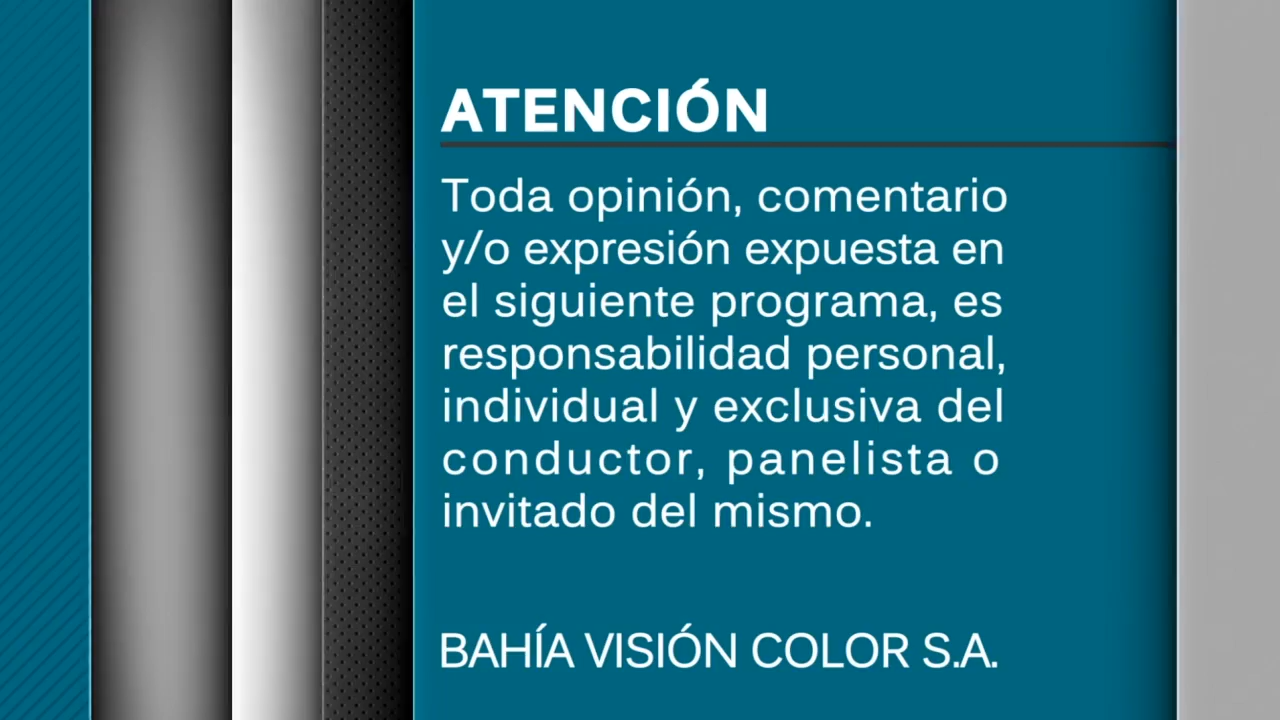 ATENCIÓN
Toda opinión, comentario
y/o expresión expuesta en
el siguiente programa, es
responsabilidad personal,
individual y exclusiva del
conductor, panelista o
invitado del mismo.
BAHÍA VISIÓN COLOR S.A.